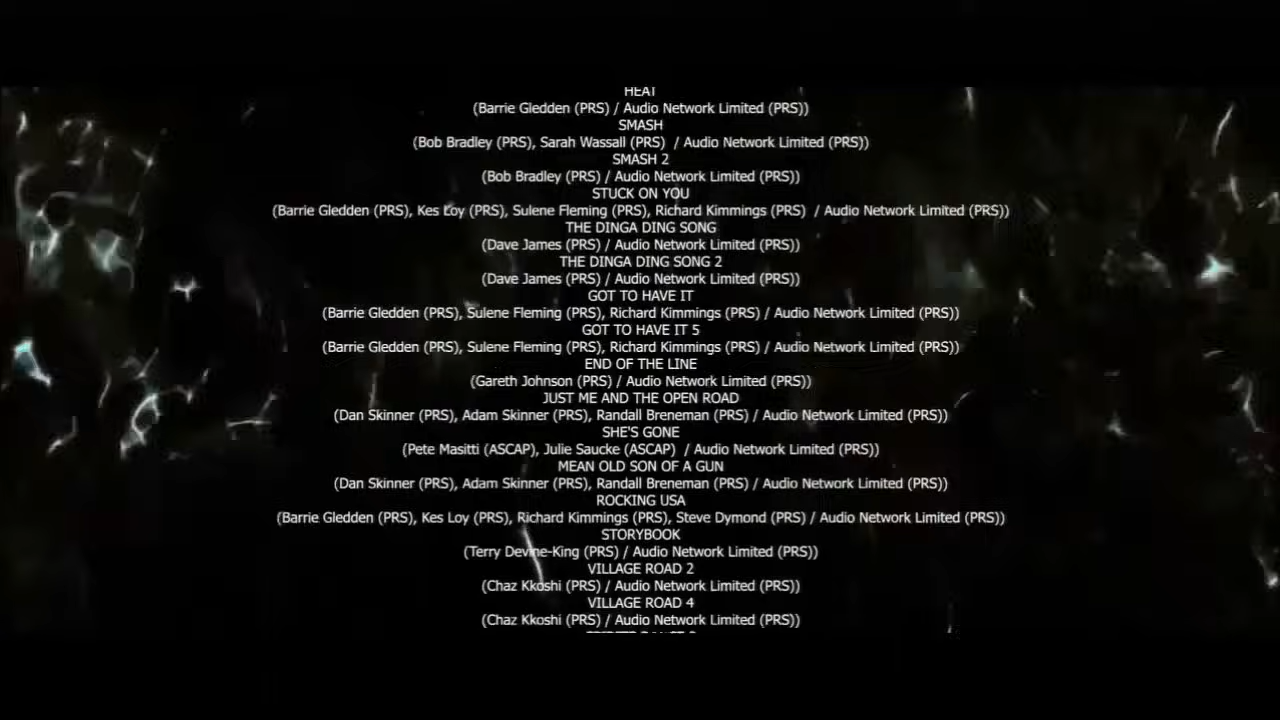 HEAT
(Barrie Gledden (PRS) / Audio Network Limited (PRS))
SMASH
(Bob Bradley (PRS), Sarah Wassall (PRS)  / Audio Network Limited (PRS))
SMASH 2
(Bob Bradley (PRS) / Audio Network Limited (PRS))
STUCK ON YOU
(Barrie Gledden (PRS), Kes Loy (PRS), Sulene Fleming (PRS), Richard Kimmings (PRS)  / Audio Network Limited (PRS))
THE DINGA DING SONG
(Dave James (PRS) / Audio Network Limited (PRS))
THE DINGA DING SONG 2
(Dave James (PRS) / Audio Network Limited (PRS))
GOT TO HAVE IT
(Barrie Gledden (PRS), Sulene Fleming (PRS), Richard Kimmings (PRS) / Audio Network Limited (PRS))
GOT TO HAVE IT 5
(Barrie Gledden (PRS), Sulene Fleming (PRS), Richard Kimmings (PRS) / Audio Network Limited (PRS))
END OF THE LINE
(Gareth Johnson (PRS) / Audio Network Limited (PRS))
JUST ME AND THE OPEN ROAD
(Dan Skinner (PRS), Adam Skinner (PRS), Randall Breneman (PRS) / Audio Network Limited (PRS))
SHE'S GONE
(Pete Masitti (ASCAP), Julie Saucke (ASCAP)  / Audio Network Limited (PRS))
MEAN OLD SON OF A GUN
(Dan Skinner (PRS), Adam Skinner (PRS), Randall Breneman (PRS) / Audio Network Limited (PRS))
ROCKING USA
(Barrie Gledden (PRS), Kes Loy (PRS), Richard Kimmings (PRS), Steve Dymond (PRS) / Audio Network Limited (PRS))
STORYBOOK
(Terry Devine-King (PRS) / Audio Network Limited (PRS))
VILLAGE ROAD 2
(Chaz Kkoshi (PRS) / Audio Network Limited (PRS))
VILLAGE ROAD 4
(Chaz Kkoshi (PRS) / Audio Network Limited (PRS))